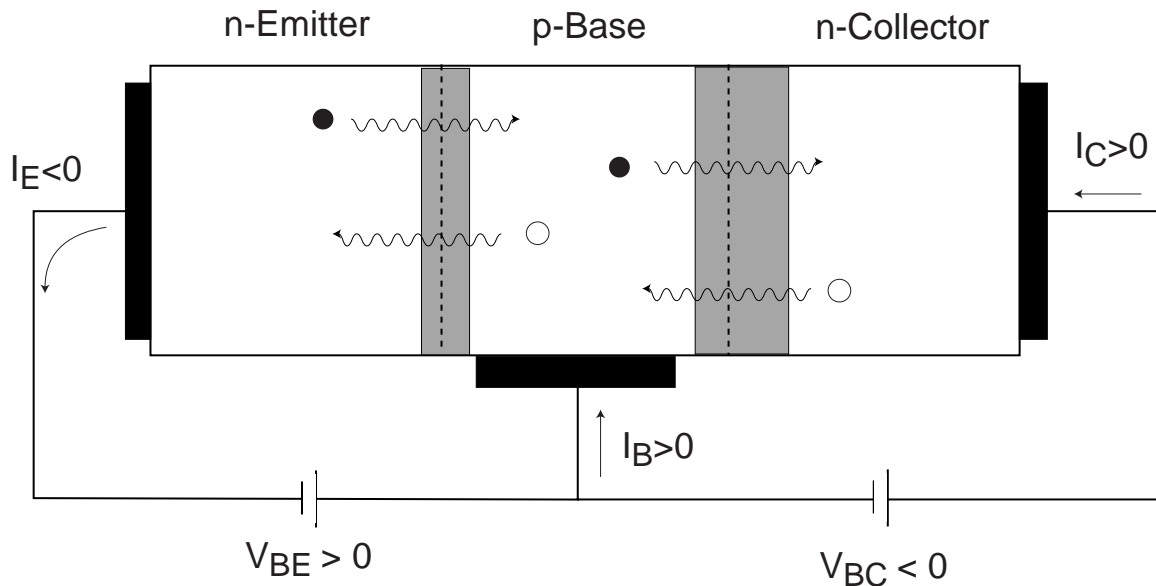 n-Emitter
p-Base
n-Collector
I_E<0
I_C>0
I_B>0
V_BE > 0
V_BC < 0